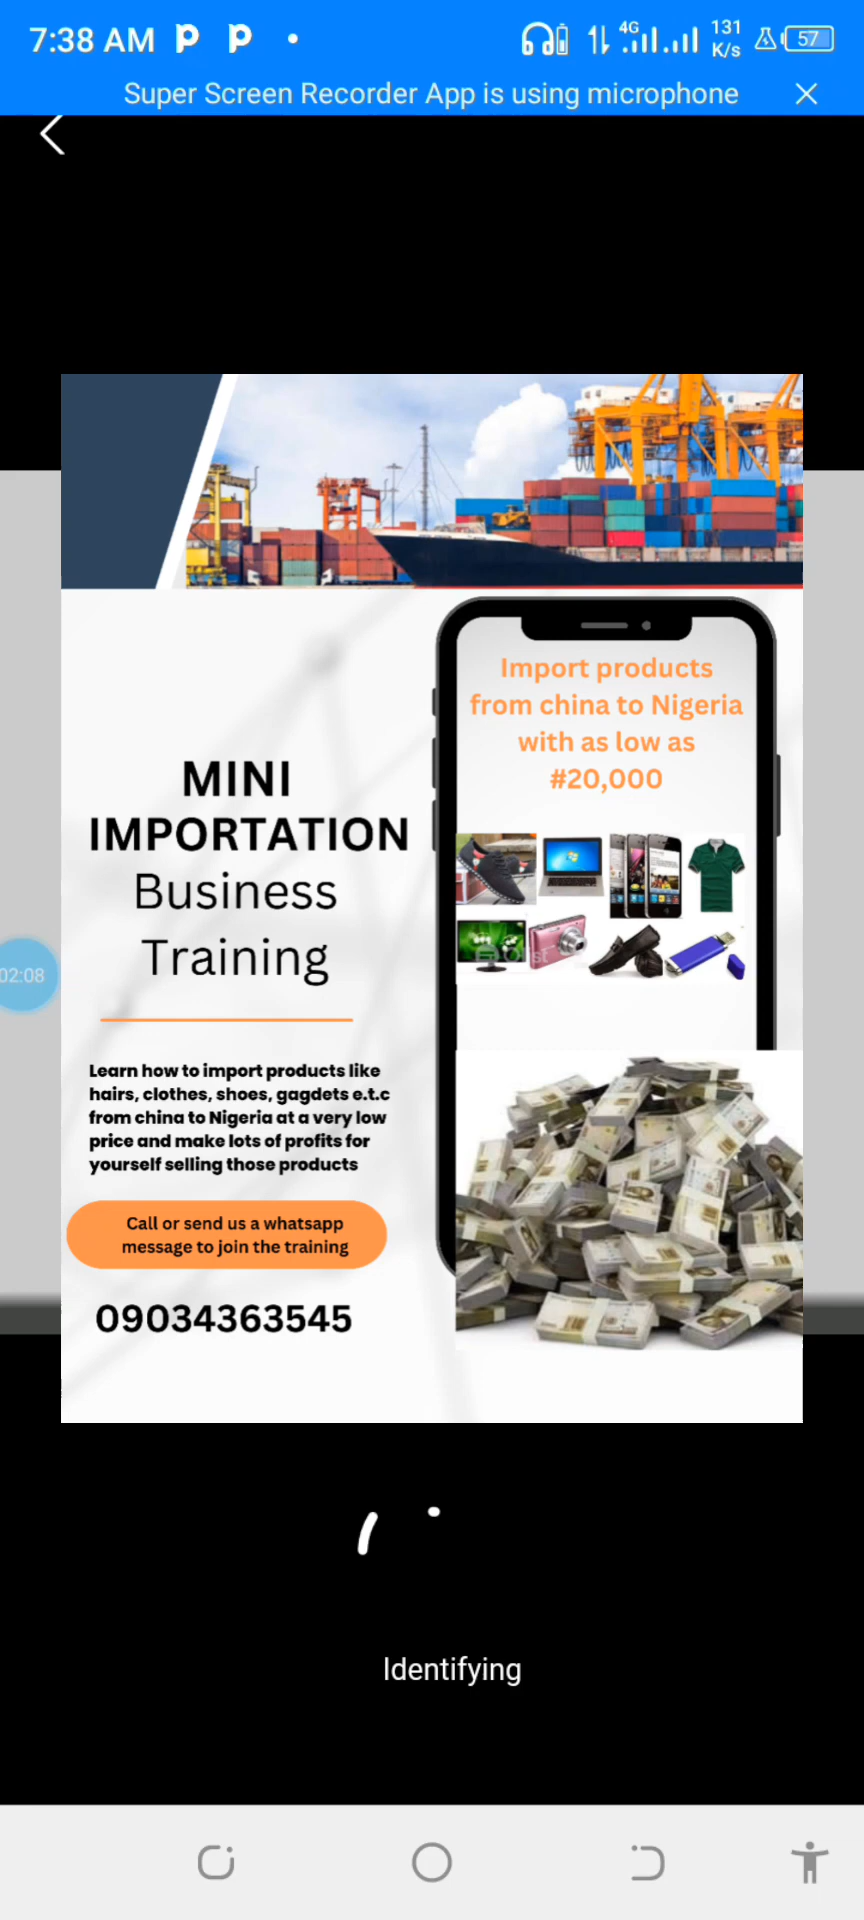 7:38 AM
4G
131
K/s
57
Super Screen Recorder App is using microphone
Import products
from china to Nigeria
with as low as
#20,000
MINI
IMPORTATION
Business
Training
02:08
Learn how to import products like
hairs, clothes, shoes, gagdets e.t.c
from china to Nigeria at a very low
price and make lots of profits for
yourself selling those products
Call or send us a whatsapp
message to join the training
09034363545
Identifying